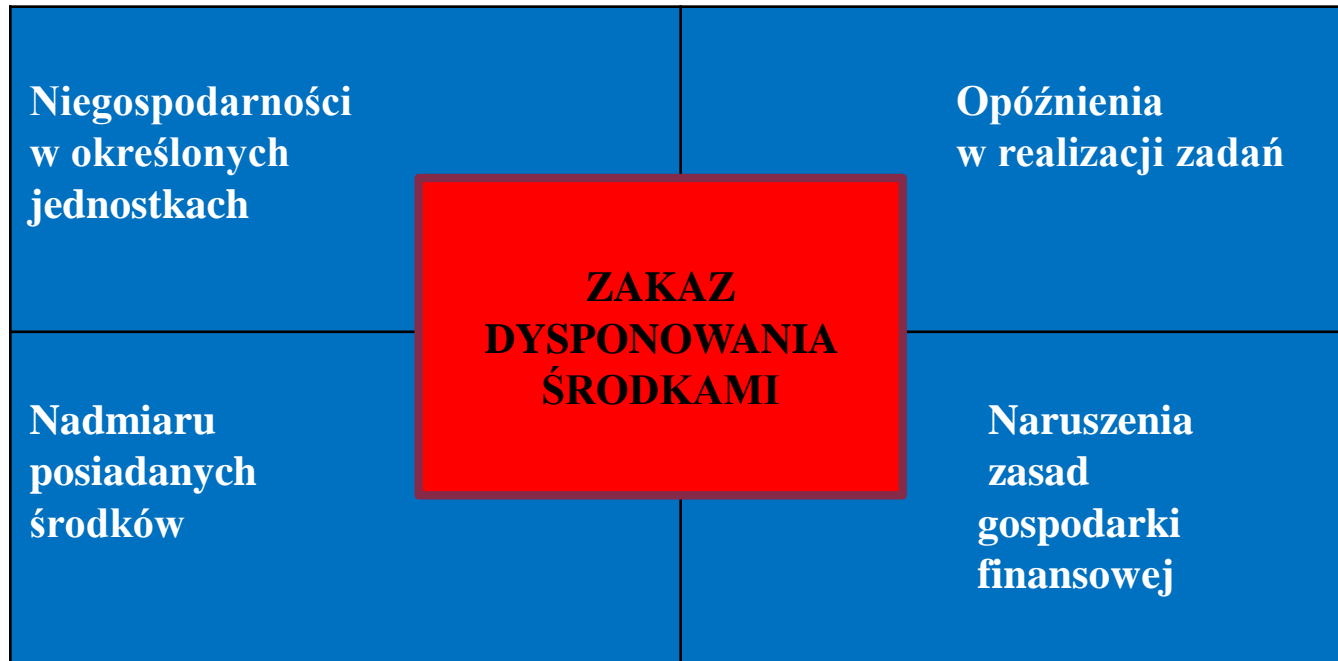 Niegospodarności
w określonych
jednostkach
Opóźnienia
w realizacji zadań
ZAKAZ
DYSPONOWANIA
ŚRODKAMI
Nadmiaru
posiadanych
środków
Naruszenia
zasad
gospodarki
finansowej